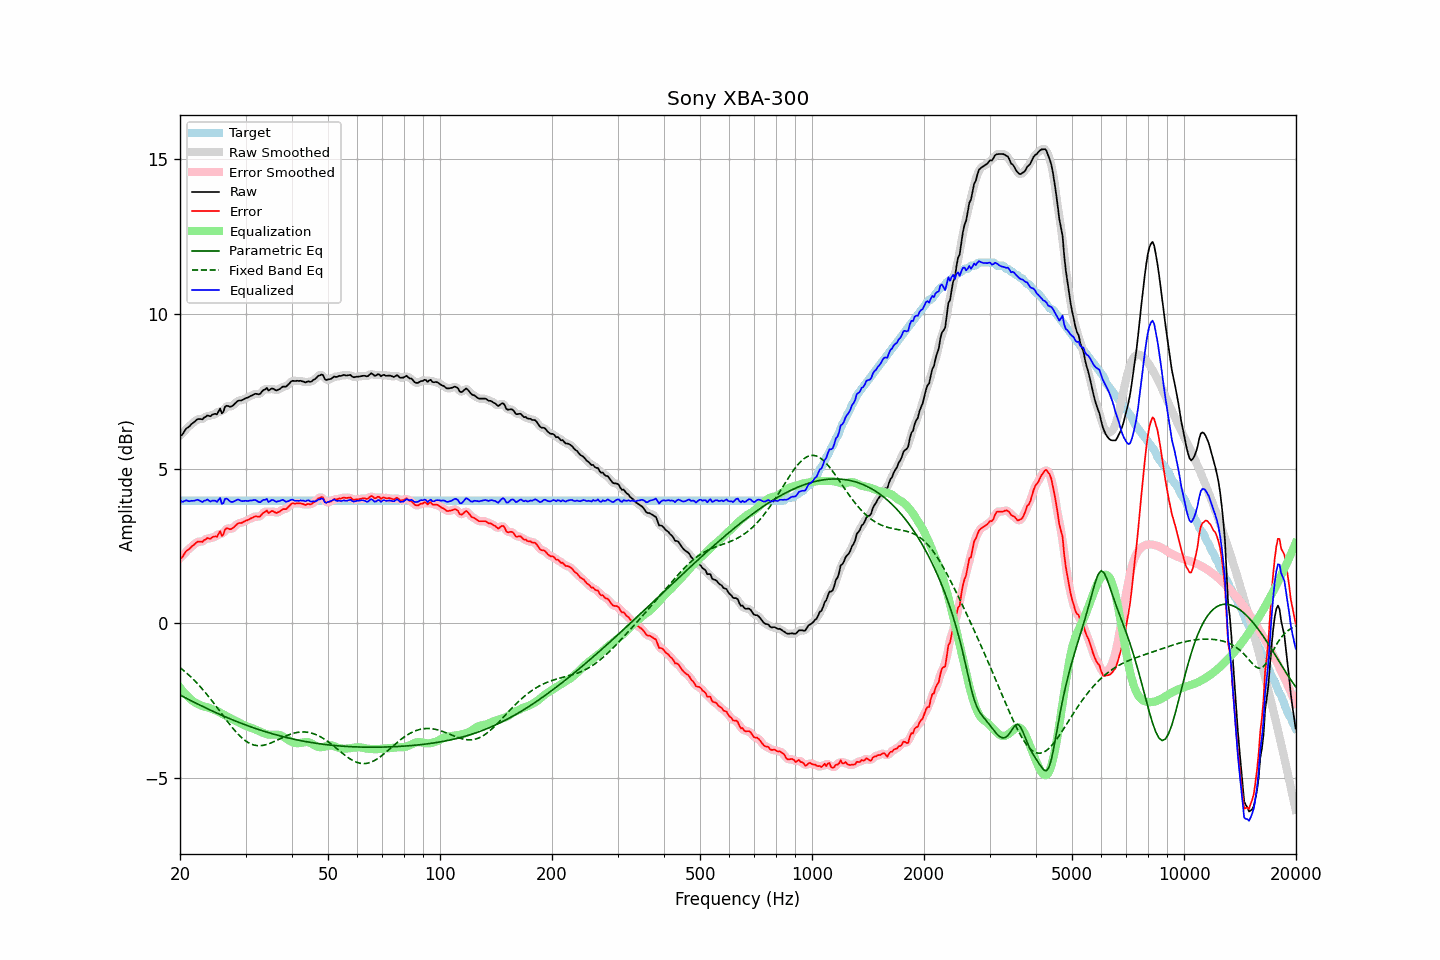 Sony XBA-300
Target
Raw Smoothed
Error Smoothed
Raw
Error
Equalization
Parametric Eq
Fixed Band Eq
Equalized
Amplitude (dBr)
15
10
5
0
−5
20
50
100
200
500
1000
2000
5000
10000
20000
Frequency (Hz)